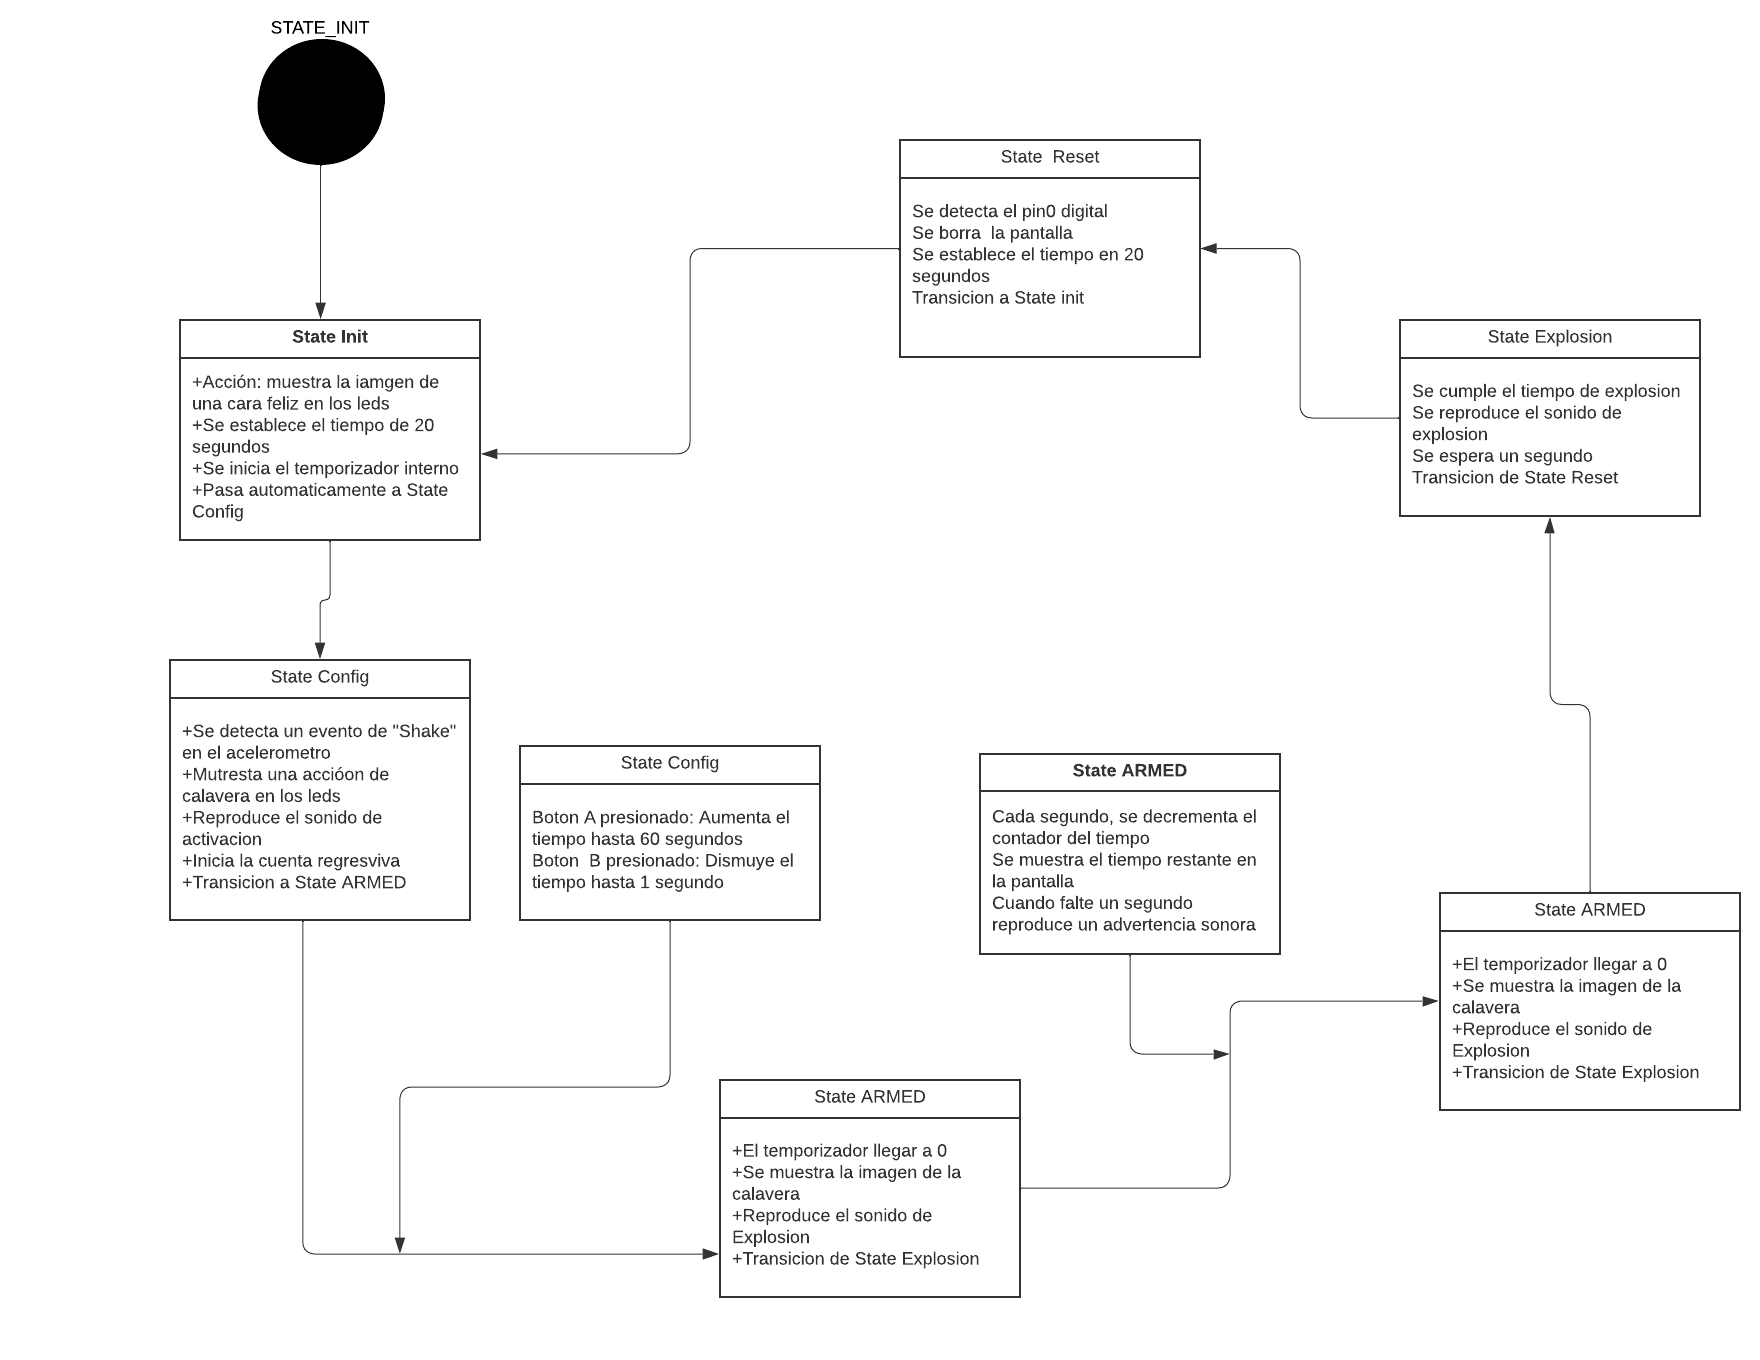 STATE_INIT
State  Reset
Se detecta el pin0 digital
Se borra  la pantalla
Se establece el tiempo en 20
segundos
Transicion a State init
State Init
+Acción: muestra la iamgen de
una cara feliz en los leds
+Se establece el tiempo de 20
segundos
+Se inicia el temporizador interno
+Pasa automaticamente a State
Config
State Explosion
Se cumple el tiempo de explosion
Se reproduce el sonido de
explosion
Se espera un segundo
Transicion de State Reset
State Config
+Se detecta un evento de "Shake"
en el acelerometro
+Mutresta una accióon de
calavera en los leds
+Reproduce el sonido de
activacion
+Inicia la cuenta regresviva
+Transicion a State ARMED
State Config
Boton A presionado: Aumenta el
tiempo hasta 60 segundos
Boton  B presionado: Dismuye el
tiempo hasta 1 segundo
State ARMED
Cada segundo, se decrementa el
contador del tiempo
Se muestra el tiempo restante en
la pantalla
Cuando falte un segundo
reproduce un advertencia sonora
State ARMED
+El temporizador llegar a 0
+Se muestra la imagen de la
calavera
+Reproduce el sonido de
Explosion
+Transicion de State Explosion
State ARMED
+El temporizador llegar a 0
+Se muestra la imagen de la
calavera
+Reproduce el sonido de
Explosion
+Transicion de State Explosion